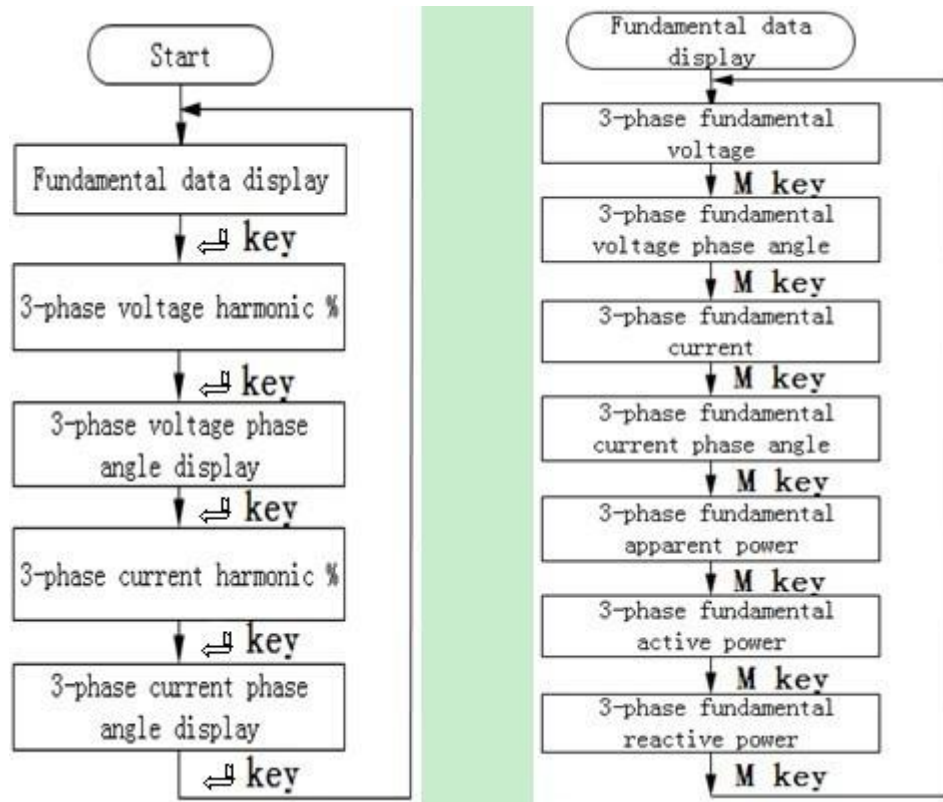 Start
Fundamental data display
↵ key
3-phase voltage harmonic %
↵ key
3-phase voltage phase
angle display
↵ key
3-phase current harmonic %
↵ key
3-phase current phase
angle display
↵ key
Fundamental data
display
3-phase fundamental
voltage
M key
3-phase fundamental
voltage phase angle
M key
3-phase fundamental
current
M key
3-phase fundamental
current phase angle
M key
3-phase fundamental
apparent power
M key
3-phase fundamental
active power
M key
3-phase fundamental
reactive power
M key